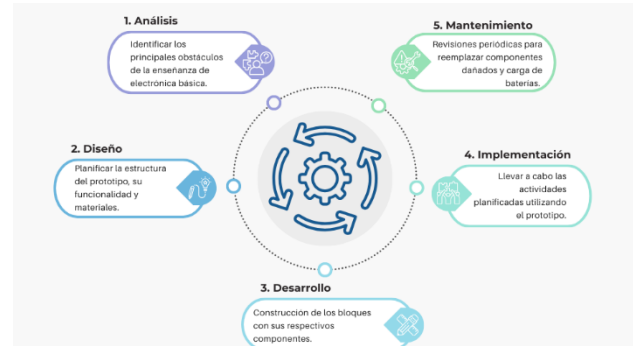 1. Análisis
Identificar los
principales obstáculos
de la enseñanza de
electrónica básica.
2. Diseño
Planificar la estructura
del prototipo, su
funcionalidad y
materiales.
3. Desarrollo
Construcción de los bloques
con sus respectivos
componentes.
4. Implementación
Llevar a cabo las
actividades
planificadas utilizando
el prototipo.
5. Mantenimiento
Revisiones periódicas para
reemplazar componentes
dañados y carga de
baterías.